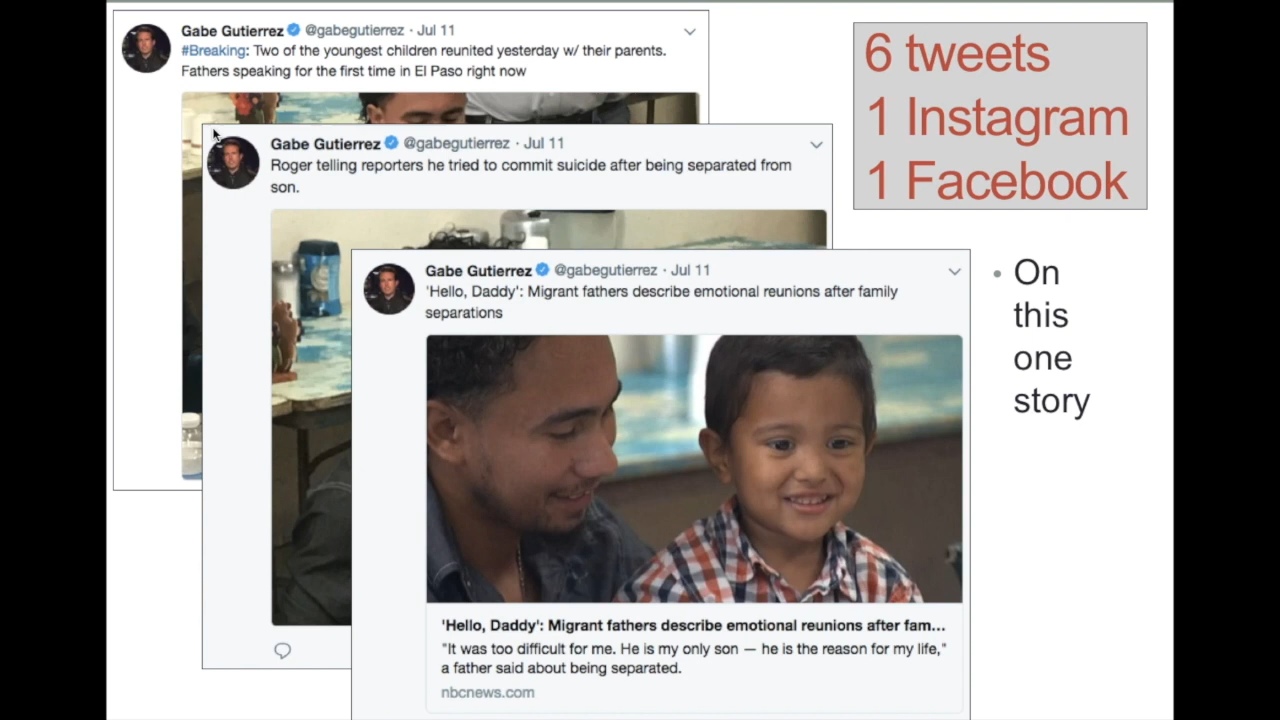 Gabe Gutierrez @gabegutierrez · Jul 11
#Breaking: Two of the youngest children reunited yesterday w/ their parents.
Fathers speaking for the first time in El Paso right now
Gabe Gutierrez @gabegutierrez · Jul 11
Roger telling reporters he tried to commit suicide after being separated from
son.
Gabe Gutierrez @gabegutierrez · Jul 11
'Hello, Daddy': Migrant fathers describe emotional reunions after family
separations
'Hello, Daddy': Migrant fathers describe emotional reunions after fam...
"It was too difficult for me. He is my only son — he is the reason for my life,"
a father said about being separated.
nbcnews.com
6 tweets
1 Instagram
1 Facebook
• On
this
one
story